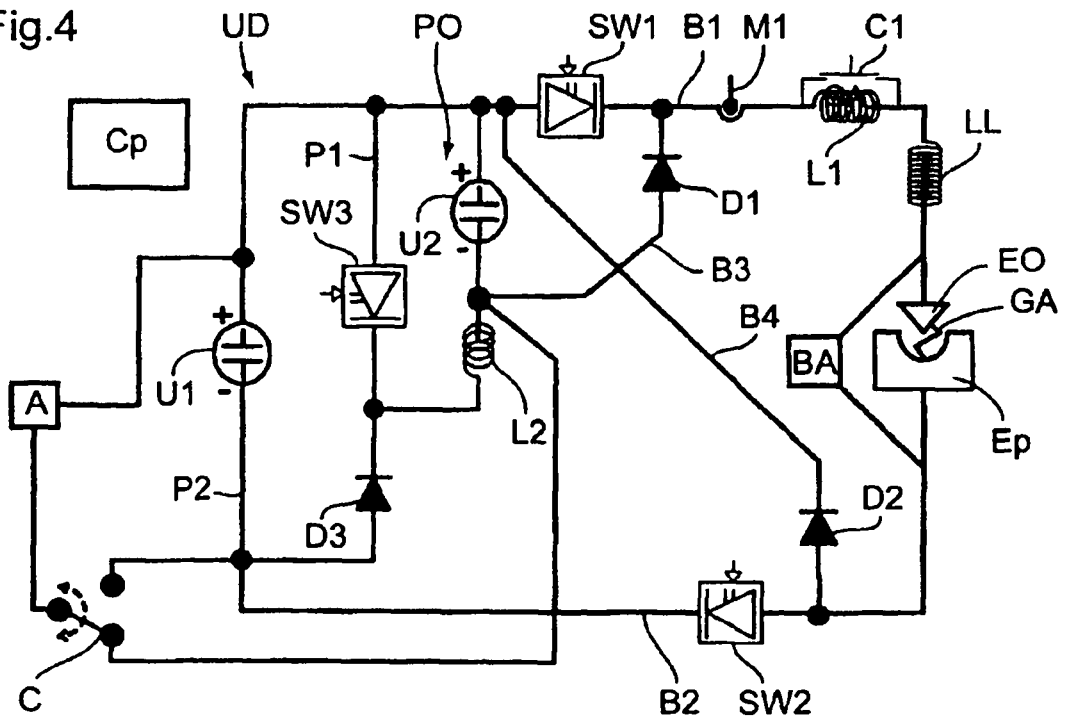 Fig.4
UD
PO
SW1
B1
M1
C1
Cp
P1
L1
LL
+
D1
SW3
U2
-
B3
EO
GA
+
B4
U1
-
BA
A
L2
Ep
P2
D3
D2
C
B2
SW2